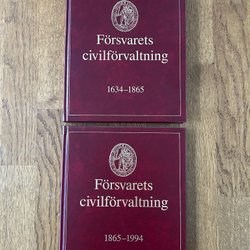 Försvarets
civilförvaltning
1634–1865
Försvarets
civilförvaltning
1865–1994